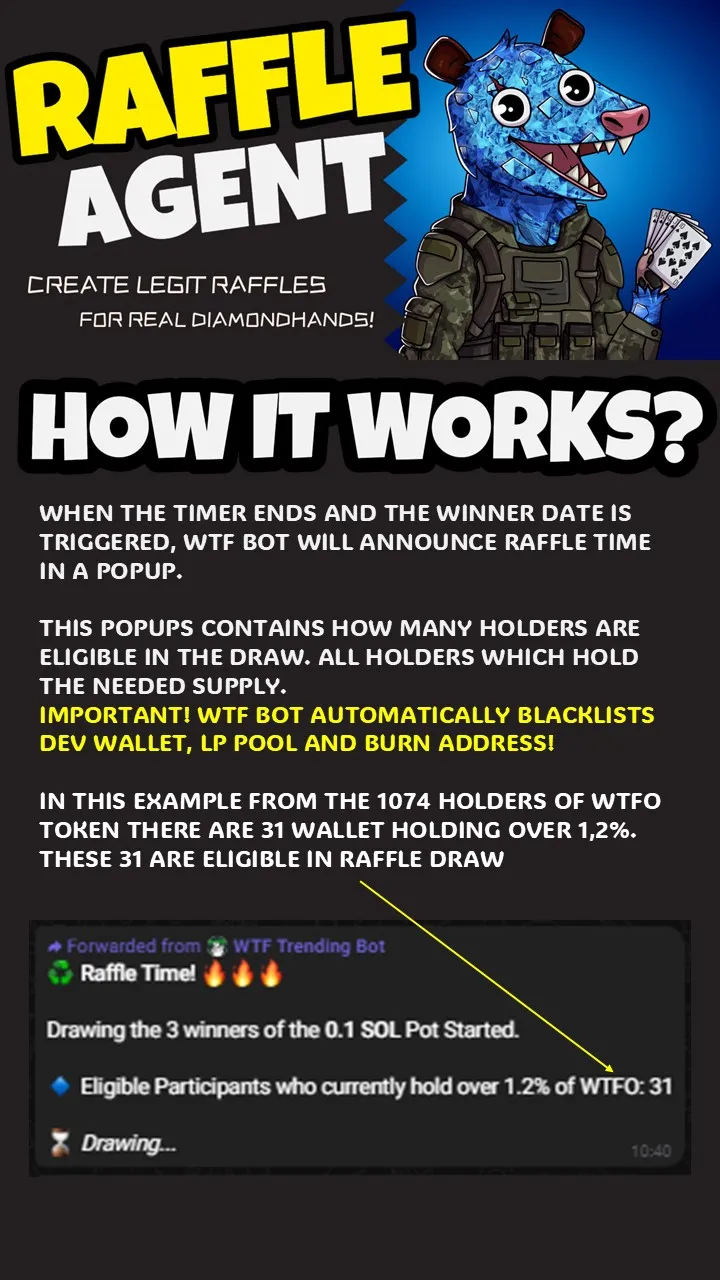 RAFFLE
AGENT
CREATE LEGIT RAFFLES
FOR REAL DIAMONDHANDS!
HOW IT WORKS?
WHEN THE TIMER ENDS AND THE WINNER DATE IS
TRIGGERED, WTF BOT WILL ANNOUNCE RAFFLE TIME
IN A POPUP.
THIS POPUPS CONTAINS HOW MANY HOLDERS ARE
ELIGIBLE IN THE DRAW. ALL HOLDERS WHICH HOLD
THE NEEDED SUPPLY.
IMPORTANT! WTF BOT AUTOMATICALLY BLACKLISTS
DEV WALLET, LP POOL AND BURN ADDRESS!
IN THIS EXAMPLE FROM THE 1074 HOLDERS OF WTFO
TOKEN THERE ARE 31 WALLET HOLDING OVER 1,2%.
THESE 31 ARE ELIGIBLE IN RAFFLE DRAW
Forwarded from WTF Trending Bot
Raffle Time!
Drawing the 3 winners of the 0.1 SOL Pot Started.
Eligible Participants who currently hold over 1.2% of WTFO: 31
Drawing...
10:40